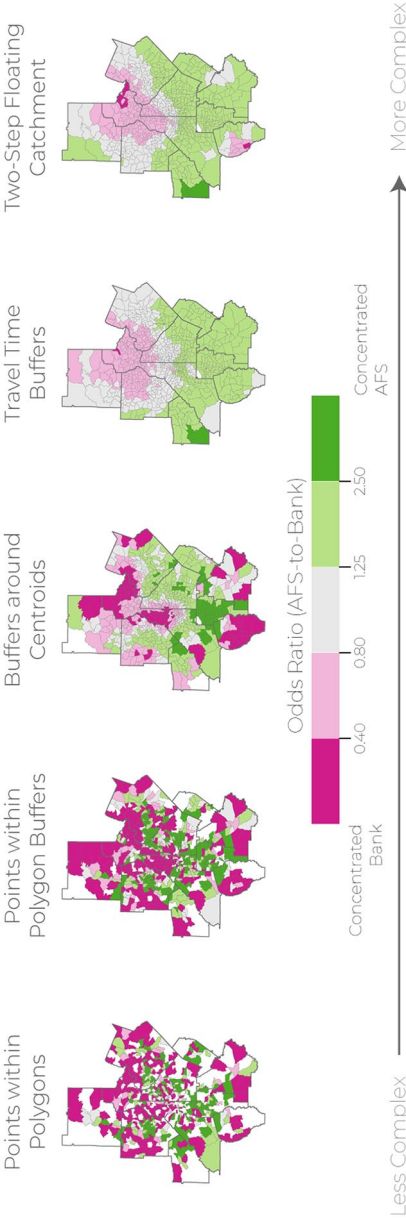 Points within
Polygons
Points within
Polygon Buffers
Buffers around
Centroids
Travel Time
Buffers
Two-Step Floating
Catchment
Odds Ratio (AFS-to-Bank)
Concentrated
Bank
0.40
0.80
1.25
2.50
Concentrated
AFS
Less Complex
More Complex